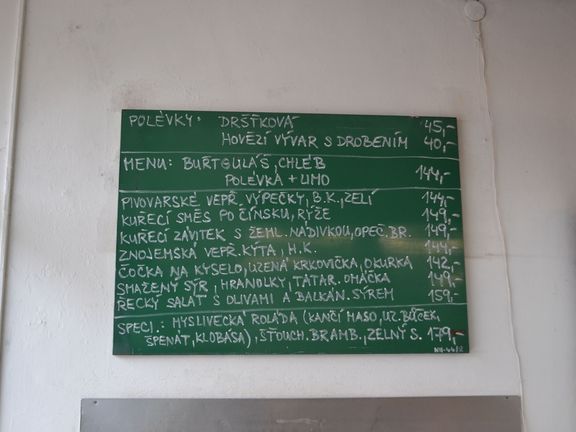 POLÉVKY: DRŠŤKOVÁ 45,-
HOVĚZÍ VÝVAR S DROBENÍM 40,-
MENU: BUŘTGULÁŠ, CHLÉB
POLÉVKA + LIMO 144,-
PIVOVARSKÉ VEPŘ. VÝPEČKY, B.K., ZELÍ 144,-
KUŘECÍ SMĚS PO ČÍNSKU, RÝŽE 149,-
KUŘECÍ ZÁVITEK S ŽEML. NÁDIVKOU, OPEČ. BR. 149,-
ZNOJEMSKÁ VEPŘ. KÝTA, H.K. 144,-
ČOČKA NA KYSELO, UZENÁ KRKOVIČKA, OKURKA 142,-
SMAŽENÝ SÝR, HRANOLKY, TATAR. OMÁČKA 149,-
ŘECKÝ SALÁT S OLIVAMI A BALKÁN. SÝREM 159,-
SPECI.: MYSLIVECKÁ ROLÁDA (KANČÍ MASO, UZ. BŮČEK,
ŠPENÁT, KLOBÁSA), ŠŤOUCH. BRAMB., ZELNÝ S. 179,-